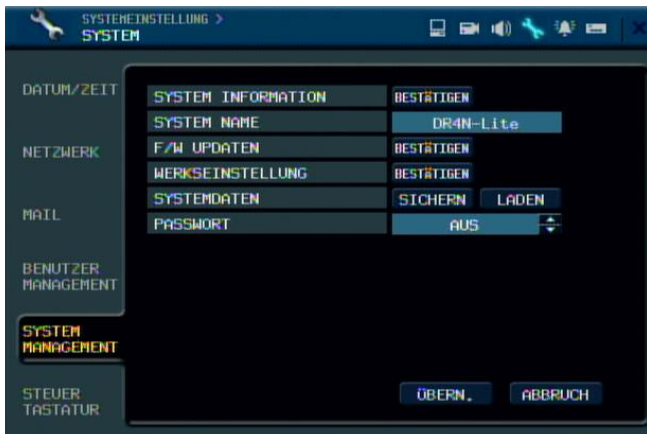 SYSTEMEINSTELLUNG >
SYSTEM
DATUM/ZEIT
NETZWERK
MAIL
BENUTZER
MANAGEMENT
SYSTEM
MANAGEMENT
STEUER
TASTATUR
SYSTEM INFORMATION BESTÄTIGEN
SYSTEM NAME DR4N-Lite
F/W UPDATEN BESTÄTIGEN
WERKSEINSTELLUNG BESTÄTIGEN
SYSTEMDATEN SICHERN LADEN
PASSWORT AUS
ÜBERN. ABBRUCH